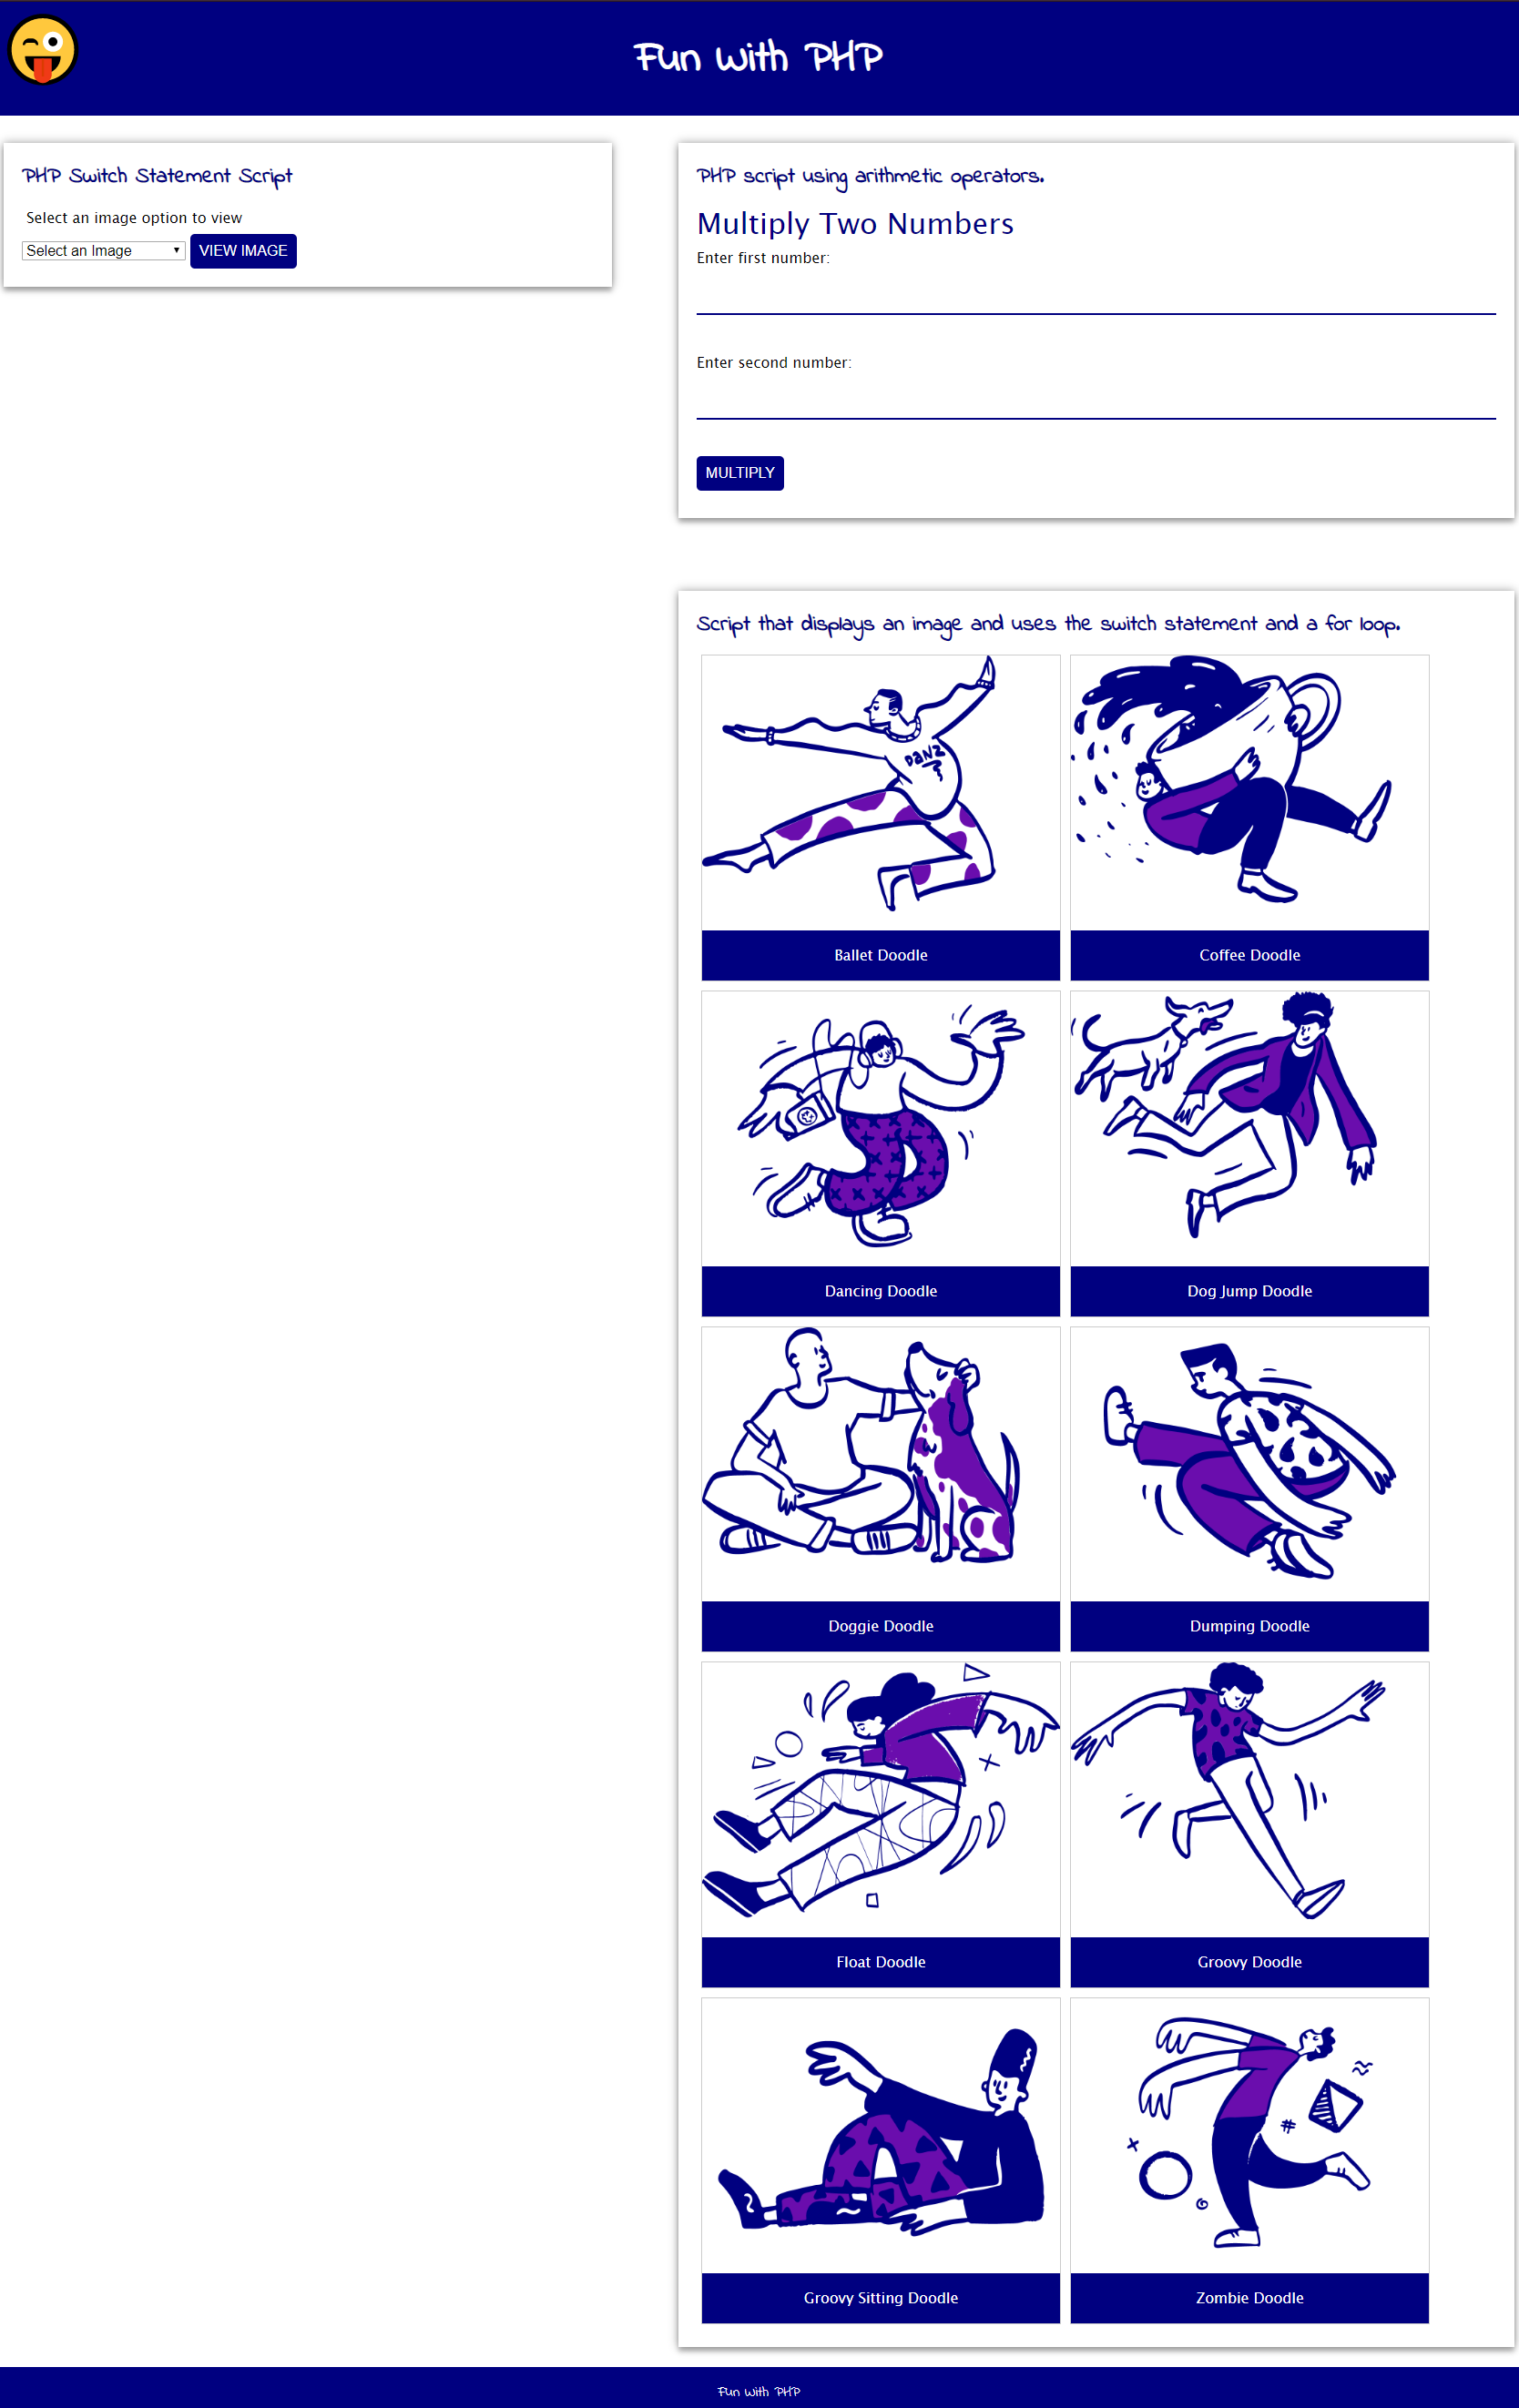 Fun With PHP
PHP Switch Statement Script
Select an image option to view
Select an Image
VIEW IMAGE
PHP script using arithmetic operators.
Multiply Two Numbers
Enter first number:
Enter second number:
MULTIPLY
Script that displays an image and uses the switch statement and a for loop.
DANZ
Ballet Doodle
Coffee Doodle
Dancing Doodle
Dog Jump Doodle
Doggie Doodle
Dumping Doodle
Float Doodle
Groovy Doodle
Groovy Sitting Doodle
Zombie Doodle
Fun With PHP